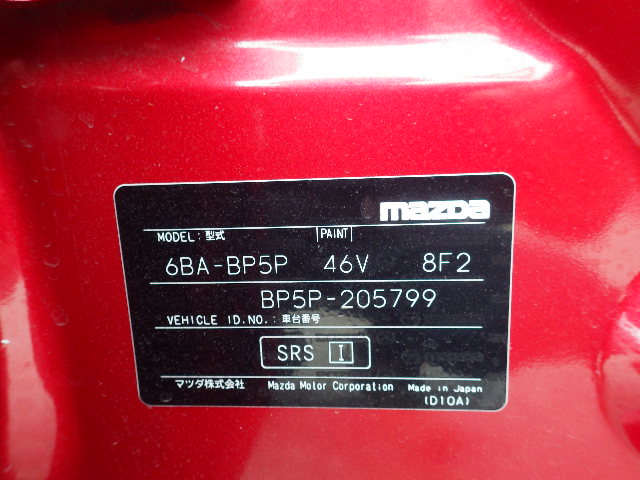 mazda
MODEL:型式 PAINT
6BA-BP5P 46V 8F2
BP5P-205799
VEHICLE ID.NO.:車台番号
SRS I
マツダ株式会社 Mazda Motor Corporation Made in Japan
(D10A)